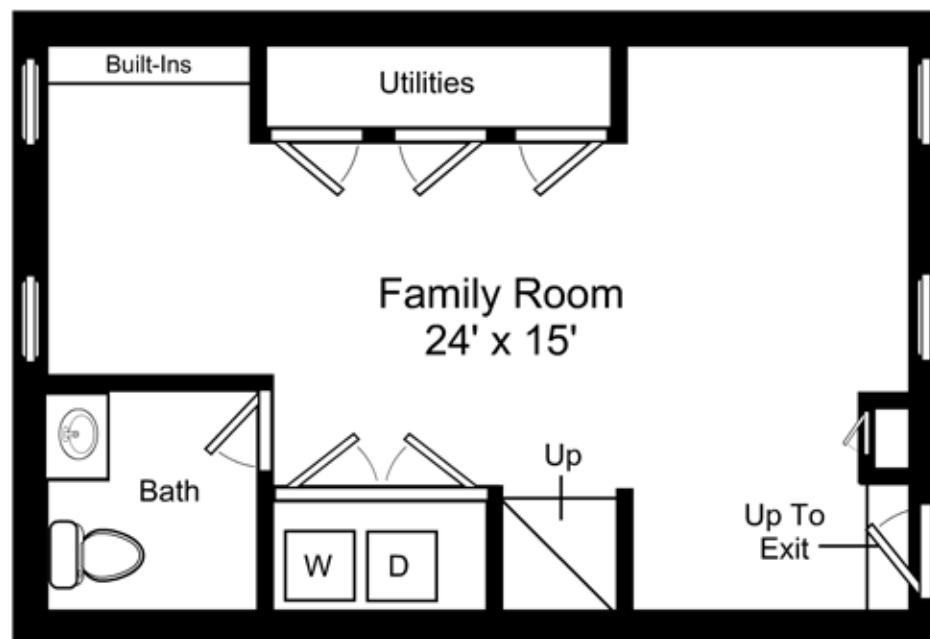 Built-Ins
Utilities
Family Room
24' x 15'
Up
Bath
Up To
Exit
W
D